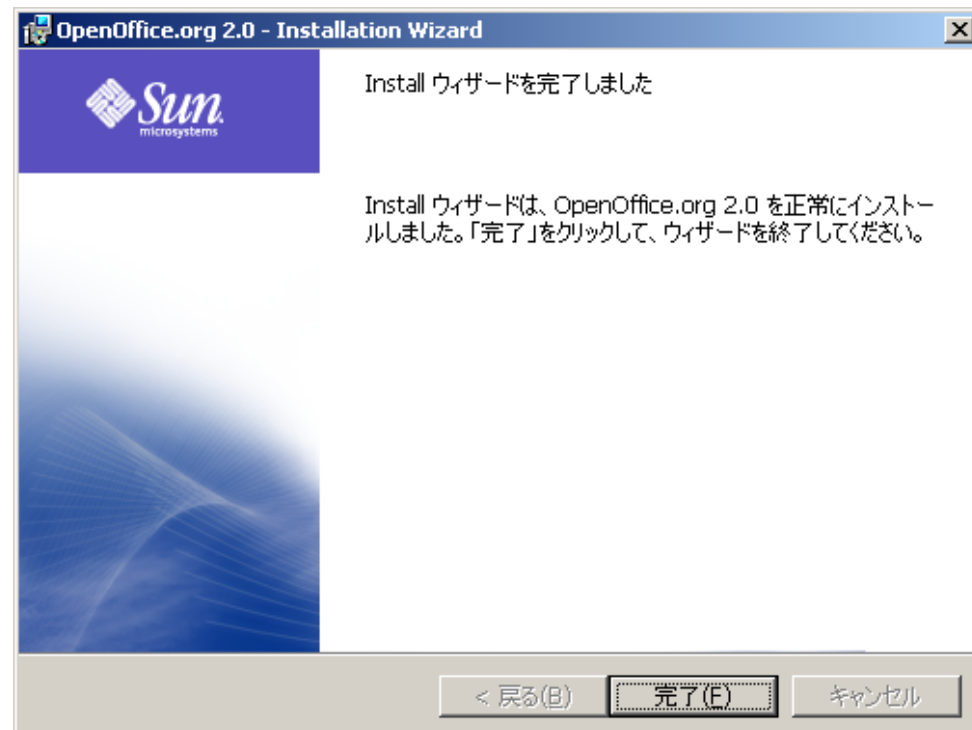 OpenOffice.org 2.0 - Installation Wizard
Sun
microsystems
Install ウィザードを完了しました
Install ウィザードは、OpenOffice.org 2.0 を正常にインストー
ルしました。「完了」をクリックして、ウィザードを終了してください。
< 戻る(B) 完了(F) キャンセル